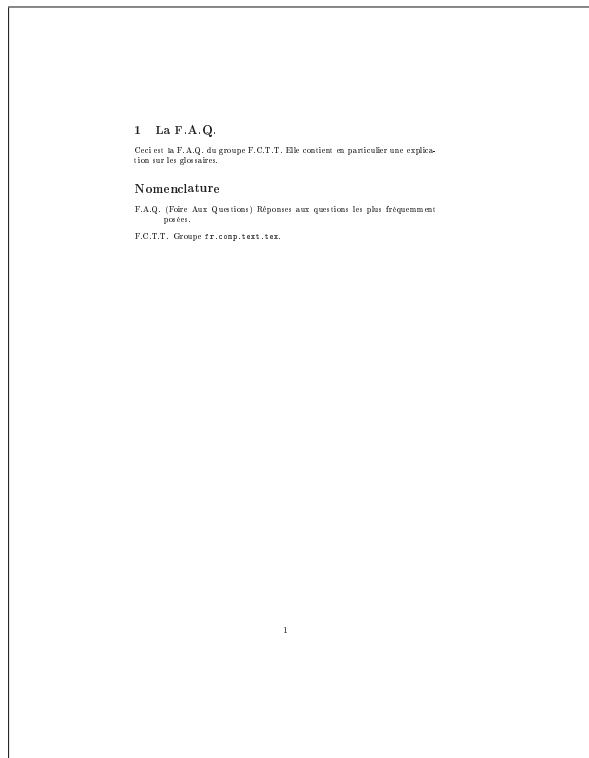 1 La F.A.Q.
Ceci est la F.A.Q. du groupe F.C.T.T. Elle contient en particulier une explica-
tion sur les glossaires.
Nomenclature
F.A.Q. (Foire Aux Questions) Réponses aux questions les plus fréquemment
posées.
F.C.T.T. Groupe fr.comp.text.tex.
1